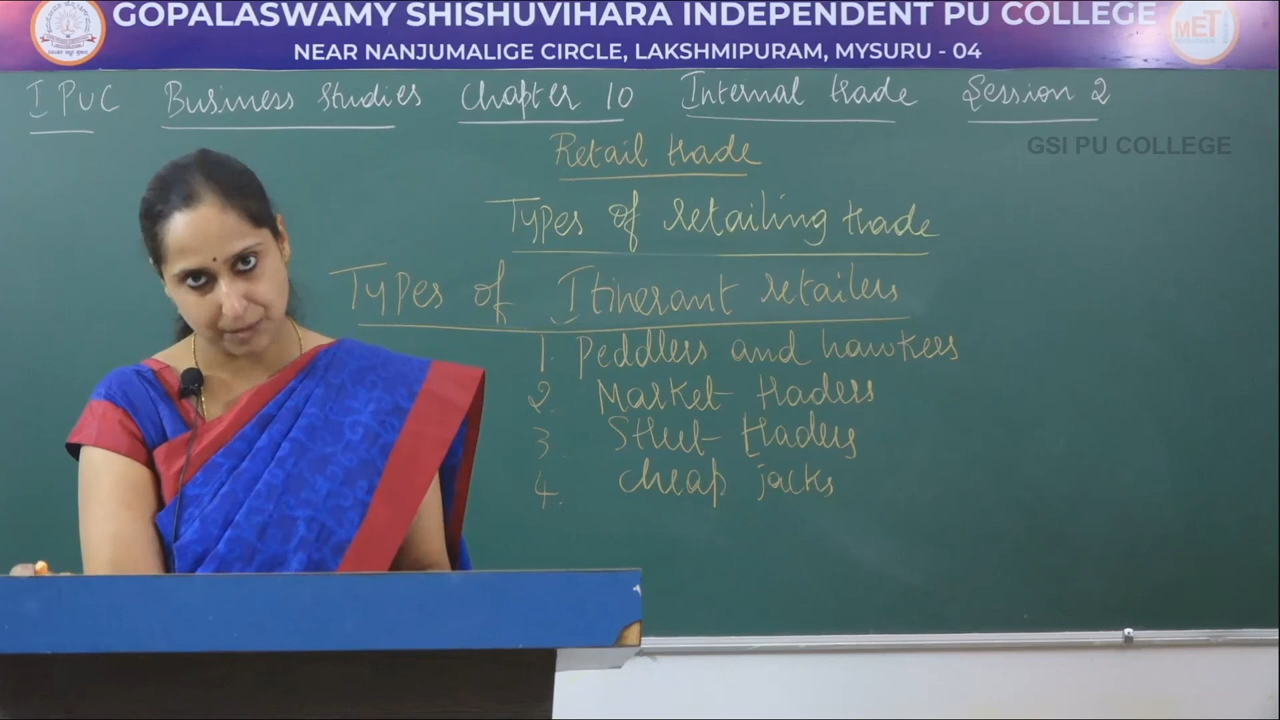 GOPALASWAMY SHISHUVIHARA INDEPENDENT PU COLLEGE
NEAR NANJUMALIGE CIRCLE, LAKSHMIPURAM, MYSURU - 04
MET
I PUC Business Studies Chapter 10 Internal trade Session 2
GSI PU COLLEGE
Retail trade
Types of retailing trade
Types of Itinerant retailers
1. Peddlers and hawkers
2. Market traders
3. Street traders
4. Cheap jacks